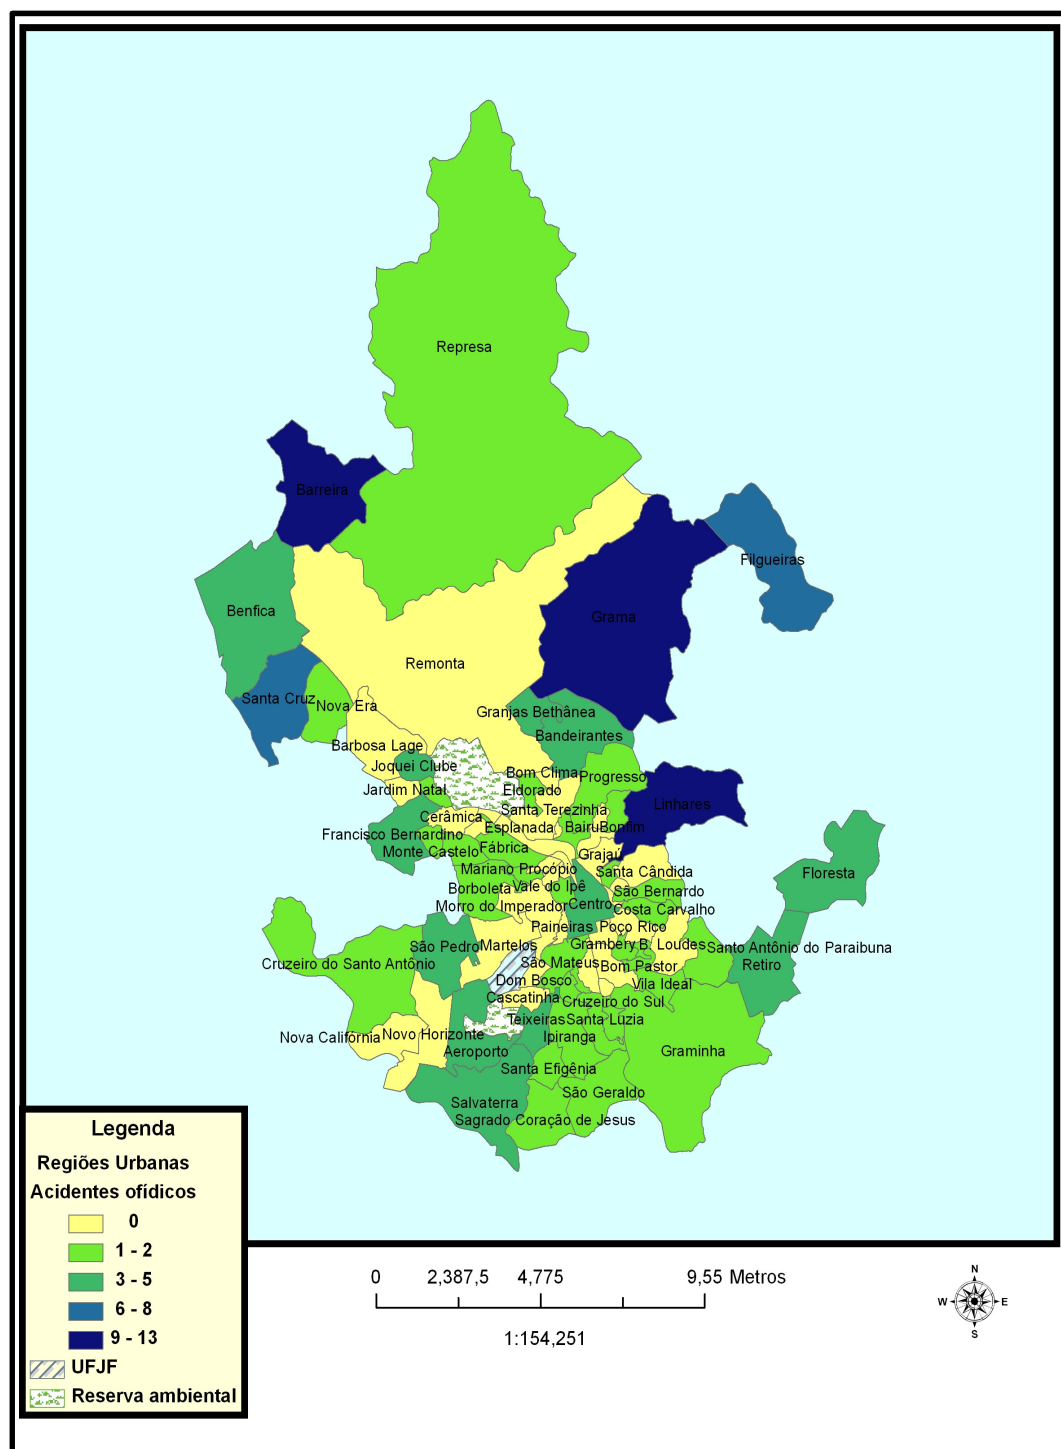 Represa
Barreira
Filgueiras
Benfica
Grama
Remonta
Santa Cruz
Nova Era
Granjas Bethânea
Bandeirantes
Barbosa Lage
Joquei Clube
Bom Clima
Progresso
Jardim Natal
Eldorado
Linhares
Santa Terezinha
Cerâmica
Esplanada
Bairu
Bonfim
Francisco Bernardino
Fábrica
Monte Castelo
Grajaú
Mariano Procópio
Santa Cândida
Floresta
Borboleta
Vale do Ipê
São Bernardo
Morro do Imperador
Centro
Costa Carvalho
Paineiras
Poço Rico
São Pedro
Martelos
Grambery
B. Loudes
Santo Antônio do Paraibuna
Cruzeiro do Santo Antônio
São Mateus
Bom Pastor
Retiro
Dom Bosco
Vila Ideal
Cascatinha
Cruzeiro do Sul
Teixeiras
Santa Luzia
Nova Califórnia
Novo Horizonte
Ipiranga
Aeroporto
Graminha
Santa Efigênia
São Geraldo
Salvaterra
Sagrado Coração de Jesus
Legenda
Regiões Urbanas
Acidentes ofídicos
0
1 - 2
3 - 5
6 - 8
9 - 13
UFJF
Reserva ambiental
0 2,387,5 4,775 9,55 Metros
1:154,251
N
W E
S